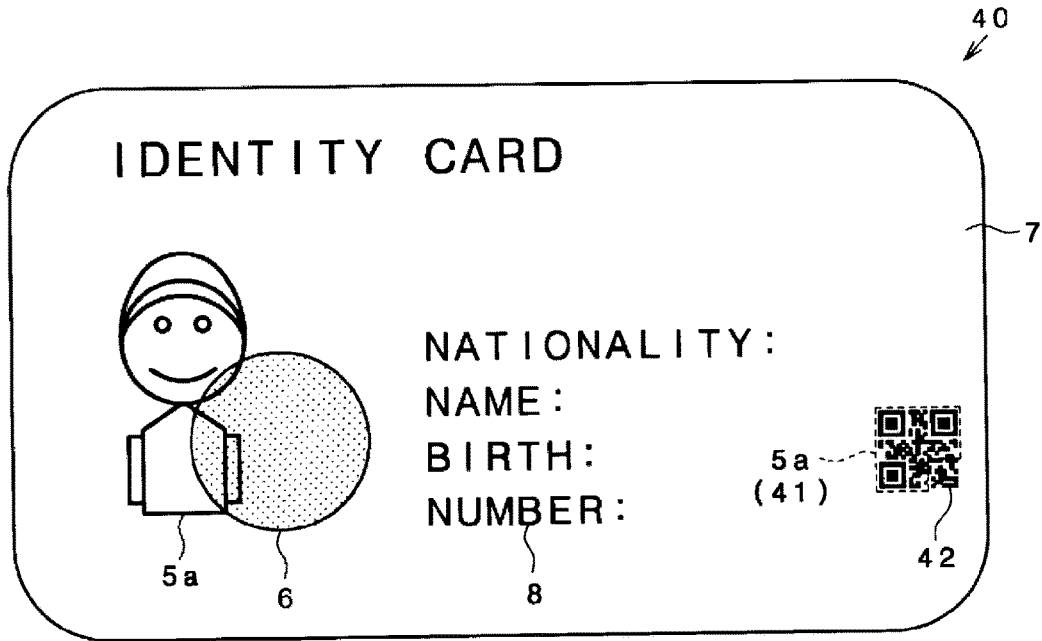 40
IDENTITY CARD
7
NATIONALITY:
NAME:
BIRTH:
NUMBER:
5a
(41)
42
5a
6
8